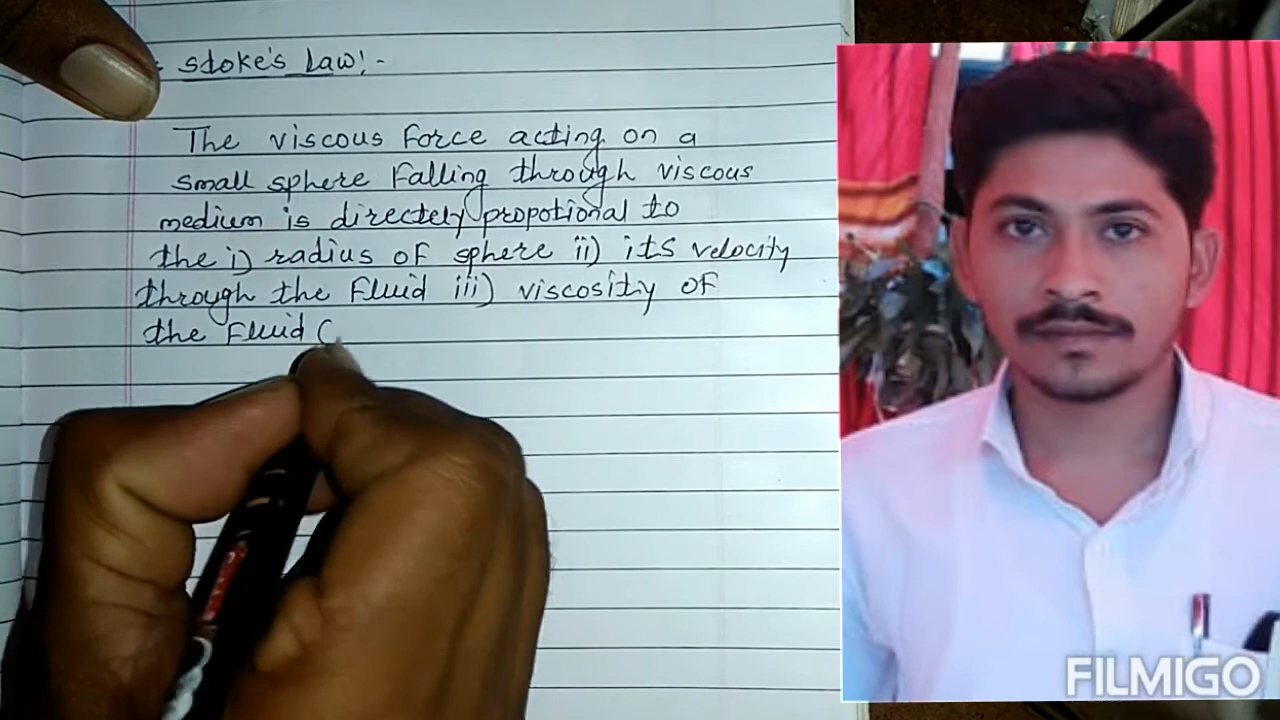 Stoke's Law:-
The viscous force acting on a
small sphere falling through viscous
medium is directely propotional to
the i) radius of sphere ii) its velocity
through the fluid iii) viscosity of
the fluid (
FILMIGO